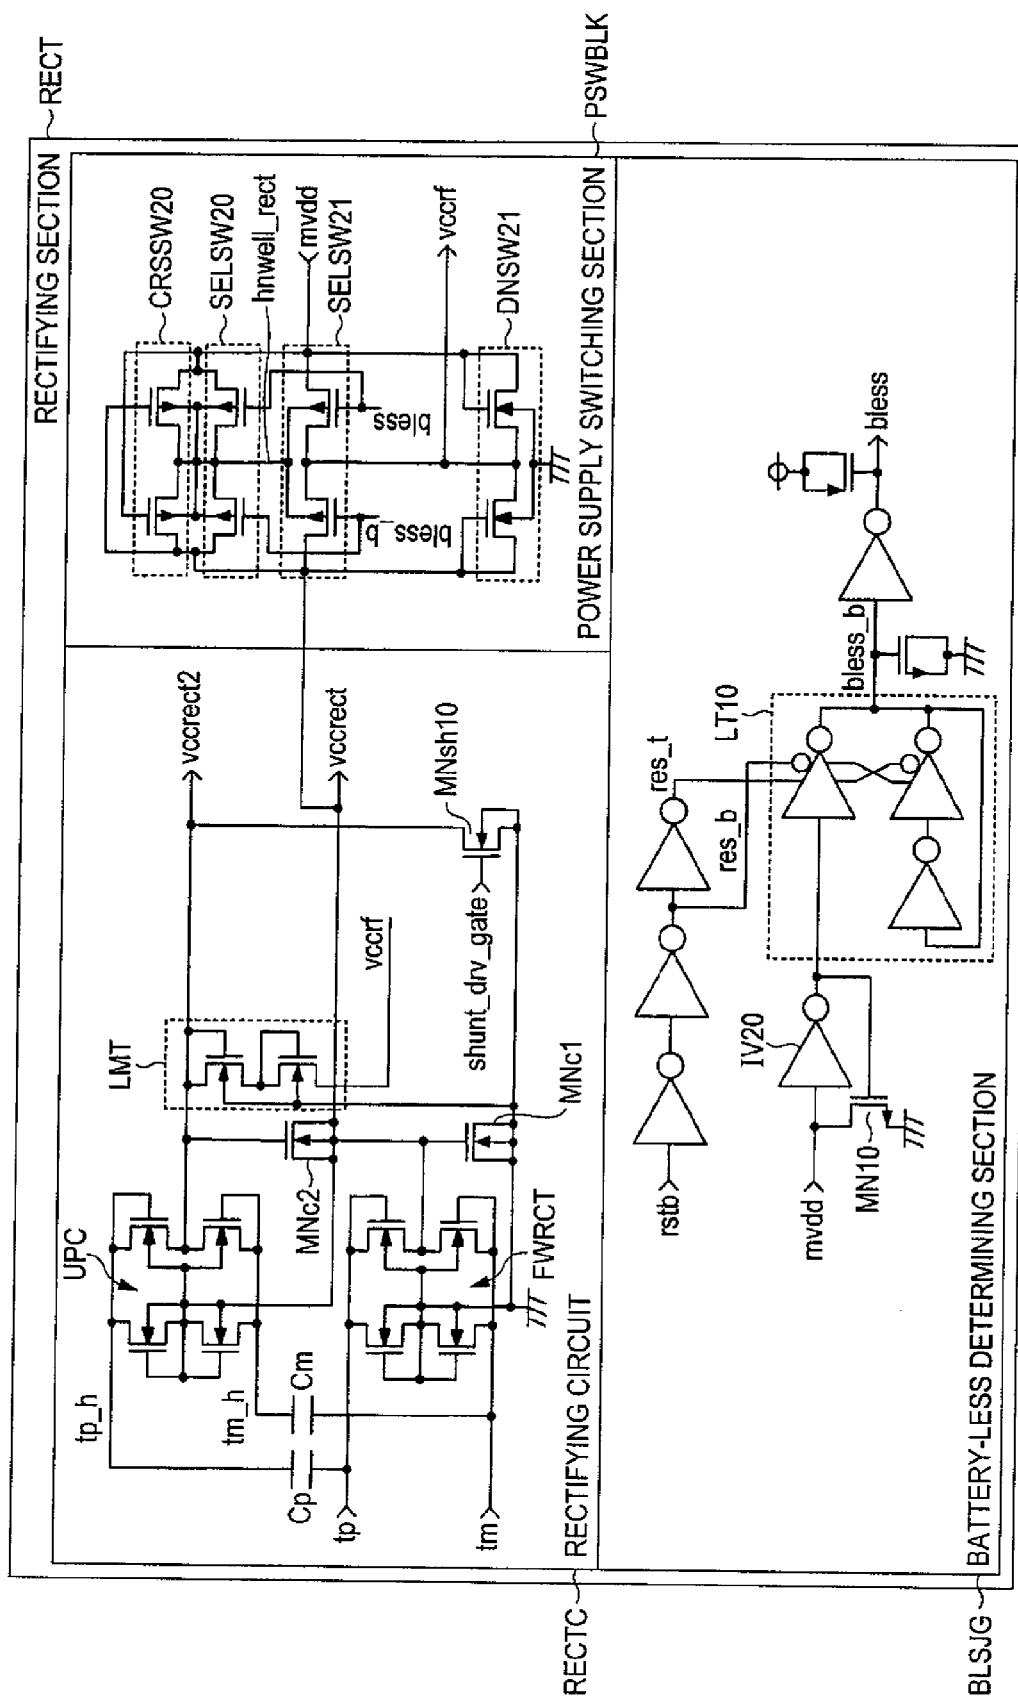 RECT
RECTIFYING SECTION
PSWBLK
CRSSW20
SELSW20
hnwell_rect
mvdd
SELSW21
vccrf
DNSW21
bless
bless_b
POWER SUPPLY SWITCHING SECTION
vccrect2
vccrect
MNsh10
vccrf
shunt_drv_gate
LMT
MNc1
MNc2
UPC
FWRCT
tp_h
tm_h
Cp
Cm
tp
tm
RECTIFYING CIRCUIT
RECTC
rstb
res_b
res_t
LT10
mvdd
IV20
MN10
bless_b
bless
BATTERY-LESS DETERMINING SECTION
BLSJG